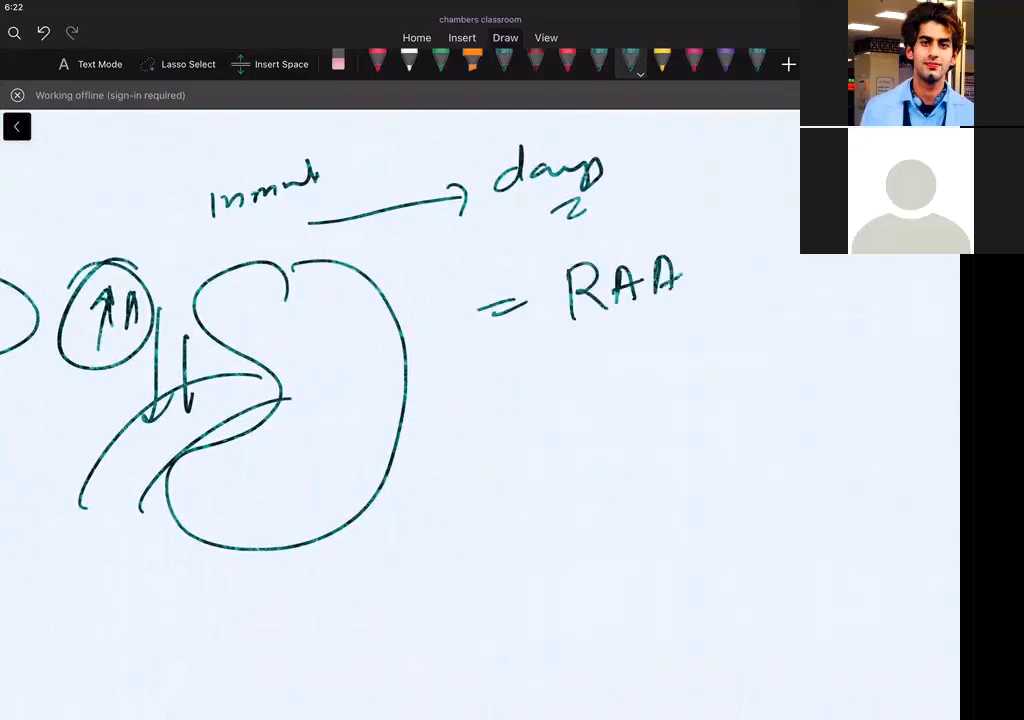 6:22
chambers classroom
Home Insert Draw View
Text Mode Lasso Select Insert Space
Working offline (sign-in required)
days
↑A
= RAA